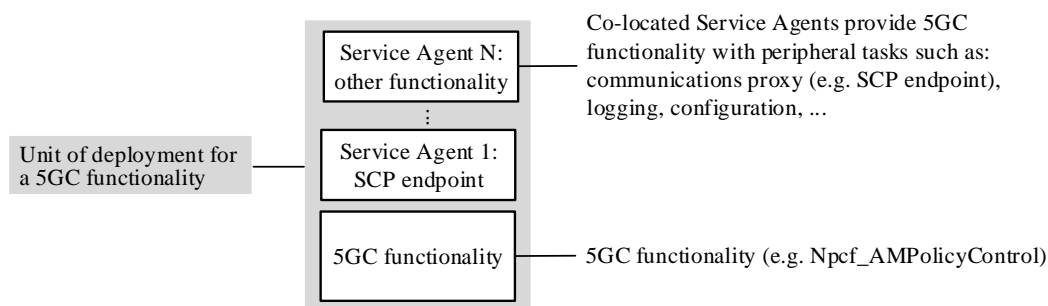 Service Agent N:
other functionality
Co-located Service Agents provide 5GC
functionality with peripheral tasks such as:
communications proxy (e.g. SCP endpoint),
logging, configuration, ...
...
Unit of deployment for
a 5GC functionality
Service Agent 1:
SCP endpoint
5GC functionality
5GC functionality (e.g. Npcf_AMPolicyControl)